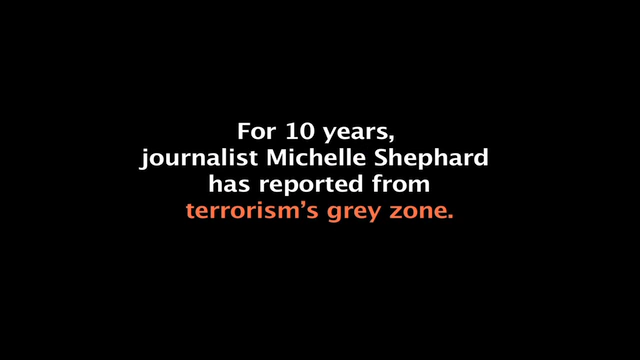 For 10 years,
journalist Michelle Shephard
has reported from
terrorism’s grey zone.